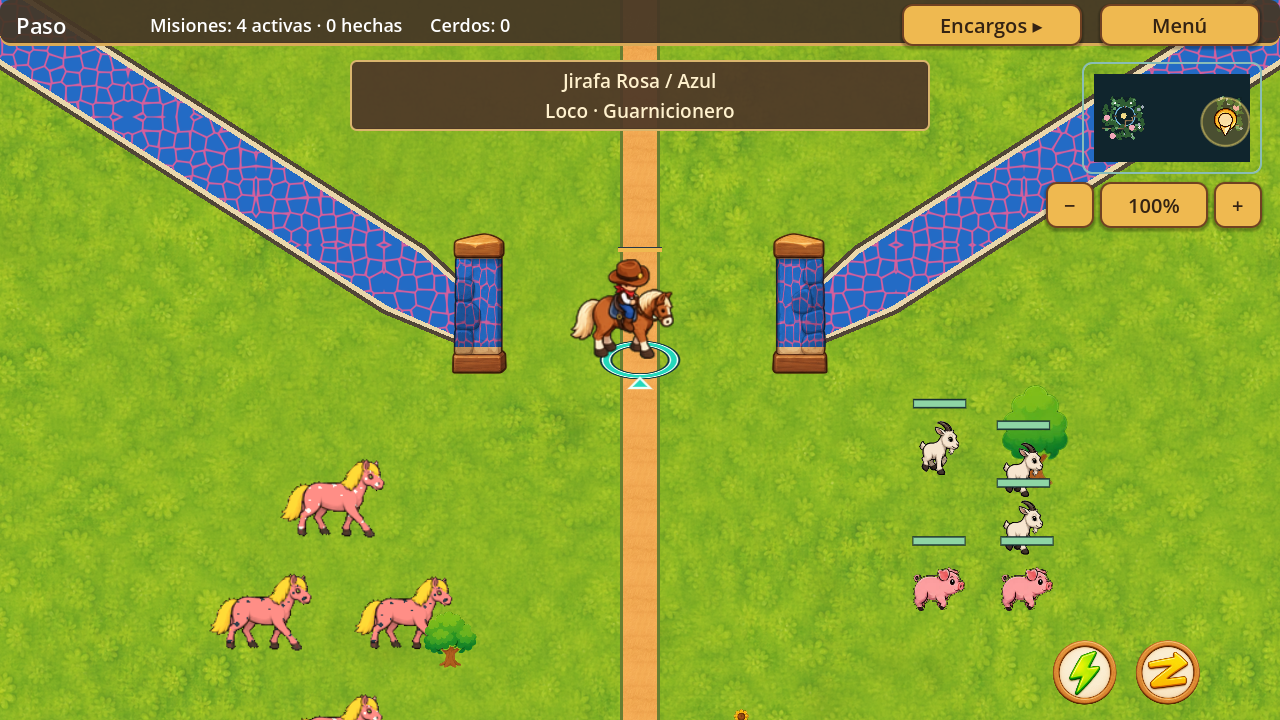 Paso
Misiones: 4 activas · 0 hechas
Cerdos: 0
Encargos ▸
Menú
Jirafa Rosa / Azul
Loco · Guarnicionero
− 100% +